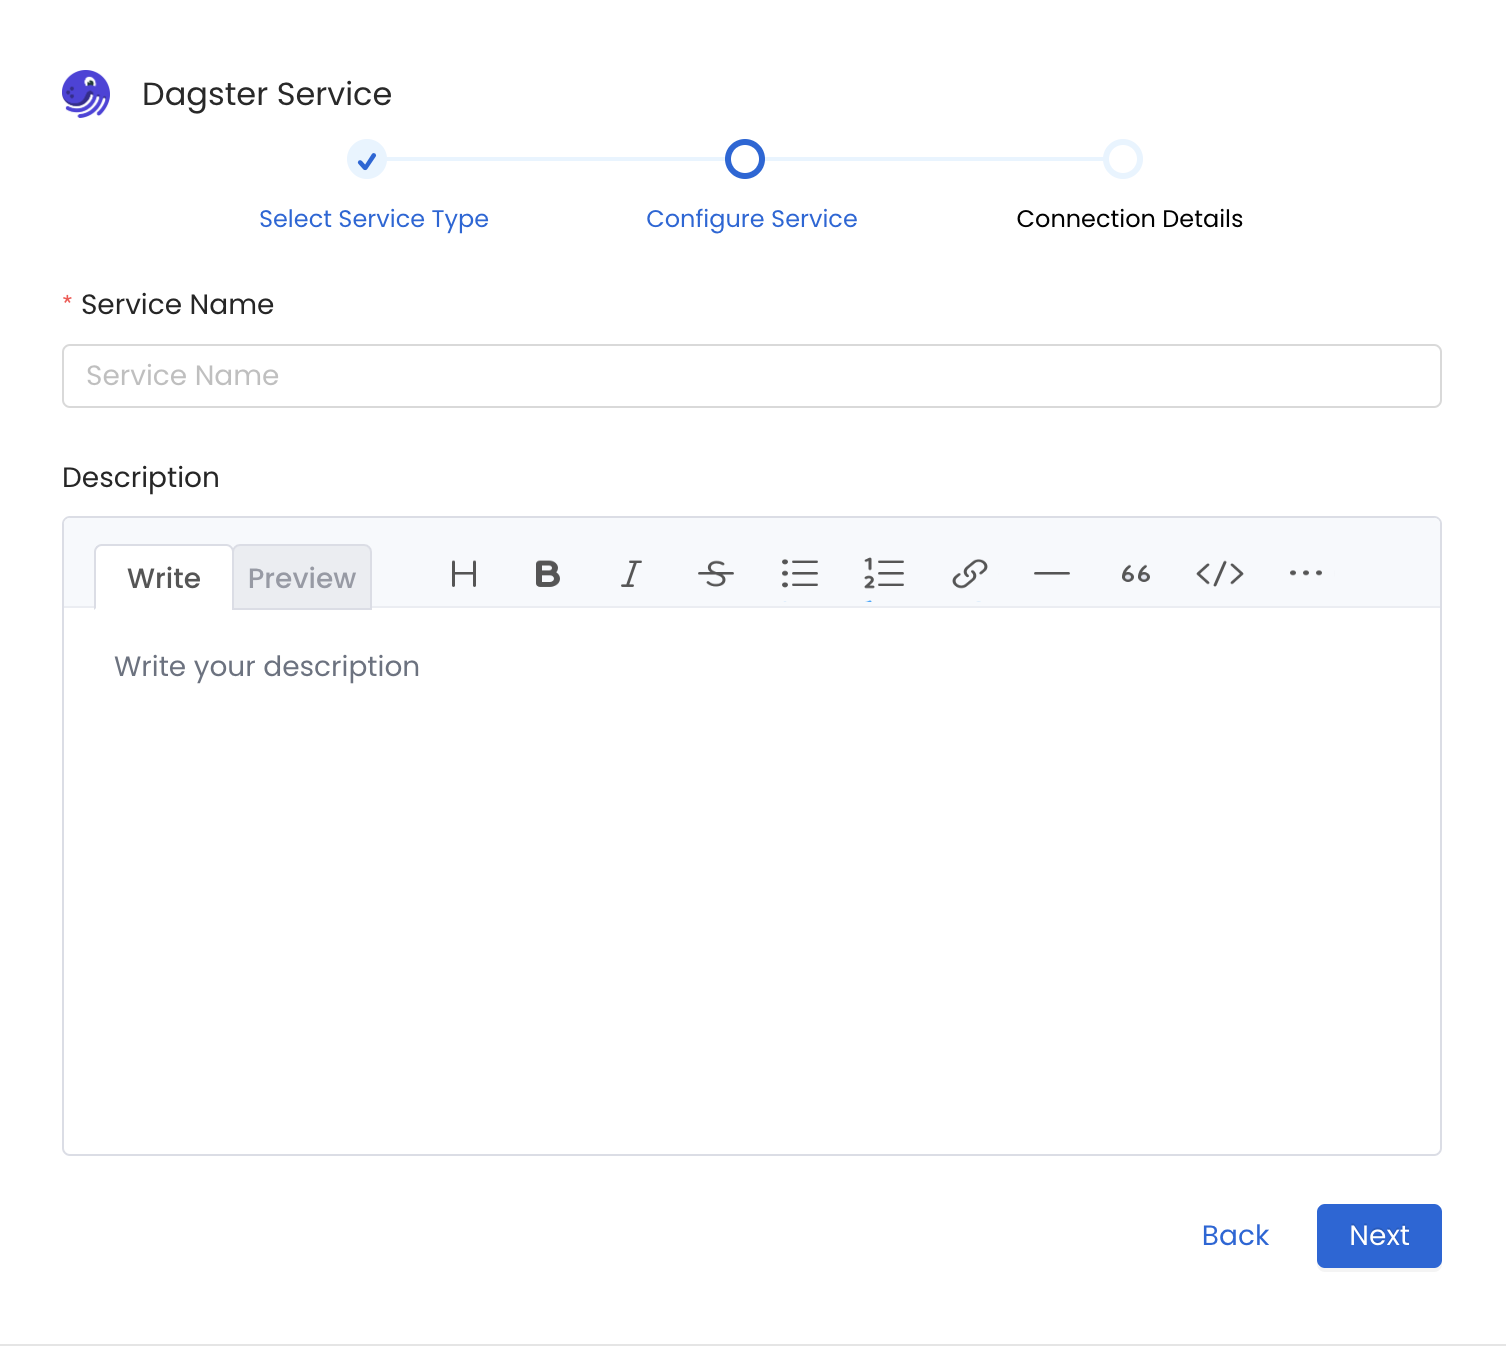 Dagster Service
Select Service Type Configure Service Connection Details
* Service Name
Service Name
Description
Write Preview H B I S 66 </> ...
Write your description
Back Next